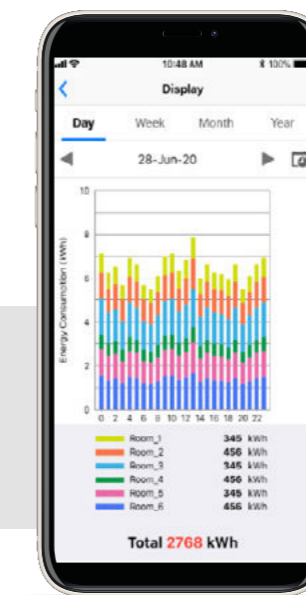 10:48 AM 100%
Display
Day Week Month Year
28-Jun-20
Energy Consumption (kWh)
10
8
6
4
2
0
0 2 4 6 8 10 12 14 16 18 20 22
Room_1 345 kWh
Room_2 456 kWh
Room_3 345 kWh
Room_4 456 kWh
Room_5 345 kWh
Room_6 456 kWh
Total 2768 kWh